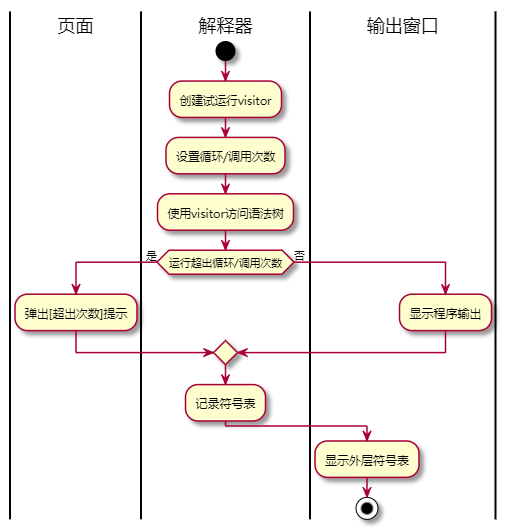 页面
解释器
输出窗口
创建试运行visitor
设置循环/调用次数
使用visitor访问语法树
是
运行超出循环/调用次数
否
弹出[超出次数]提示
显示程序输出
记录符号表
显示外层符号表